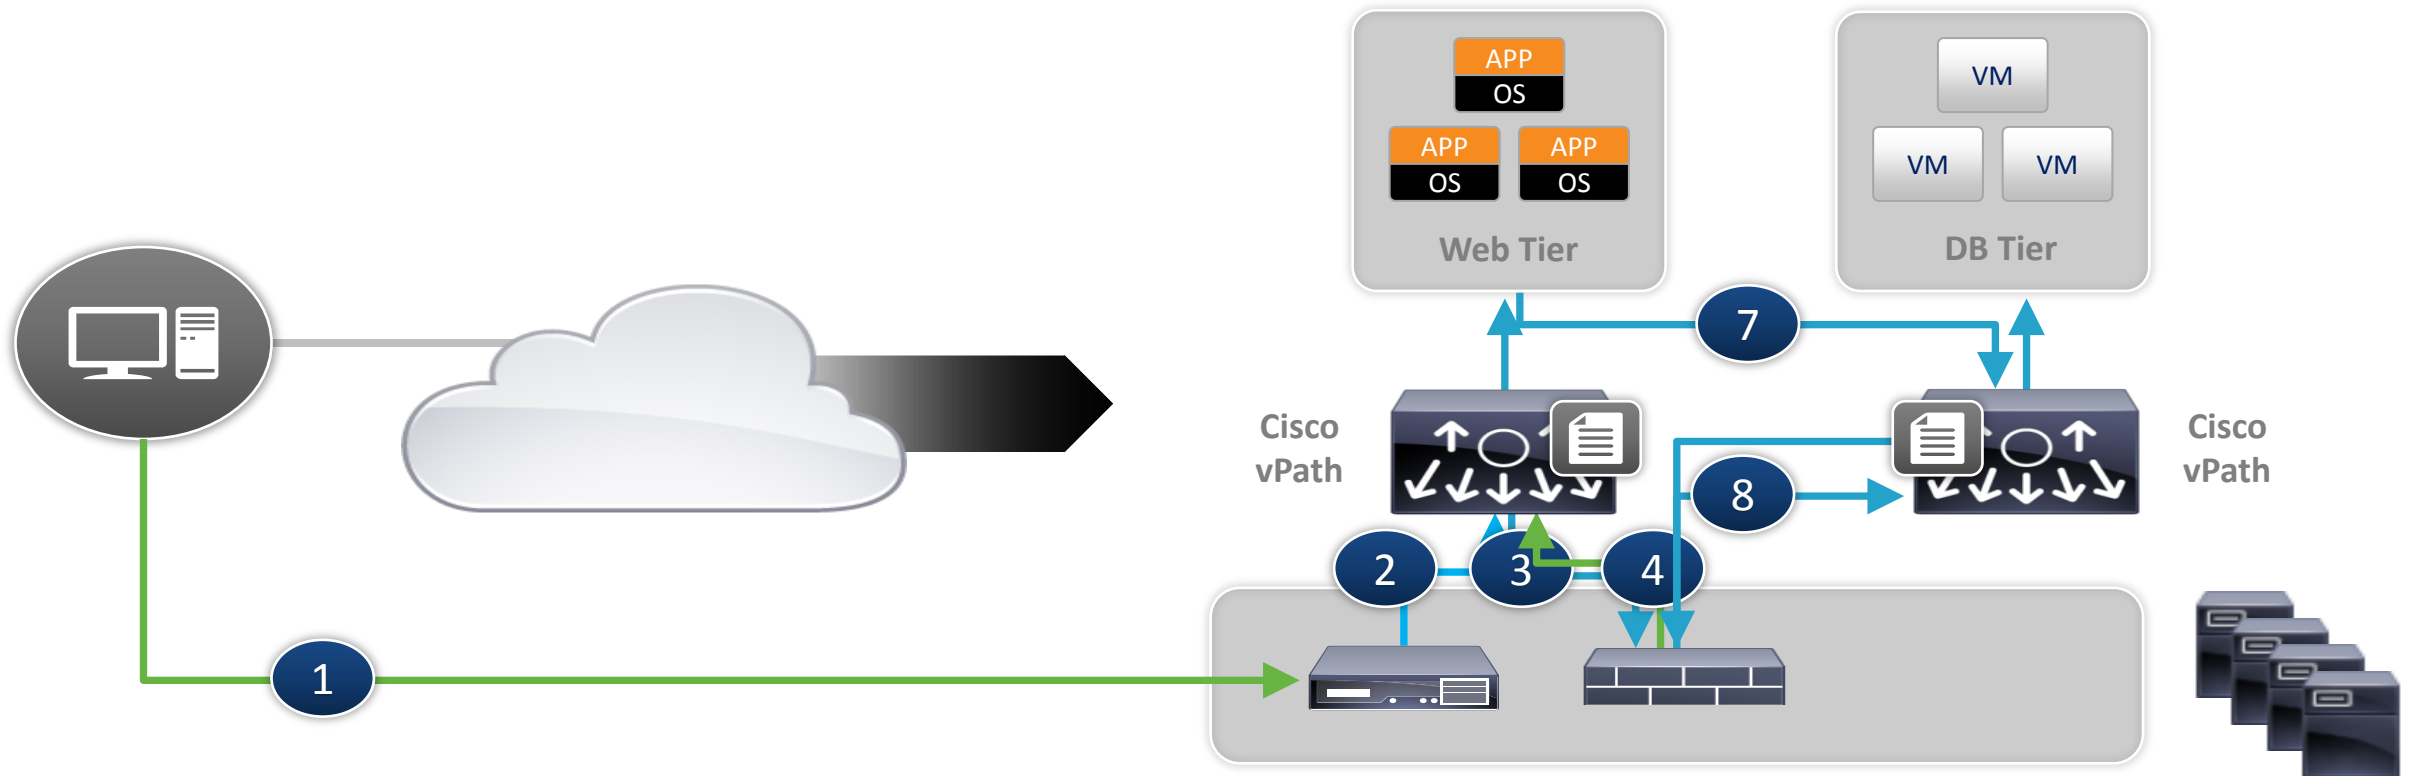 APP
OS
APP
OS
APP
OS
Web Tier
VM
VM
VM
DB Tier
7
Cisco
vPath
Cisco
vPath
8
2
3
4
1